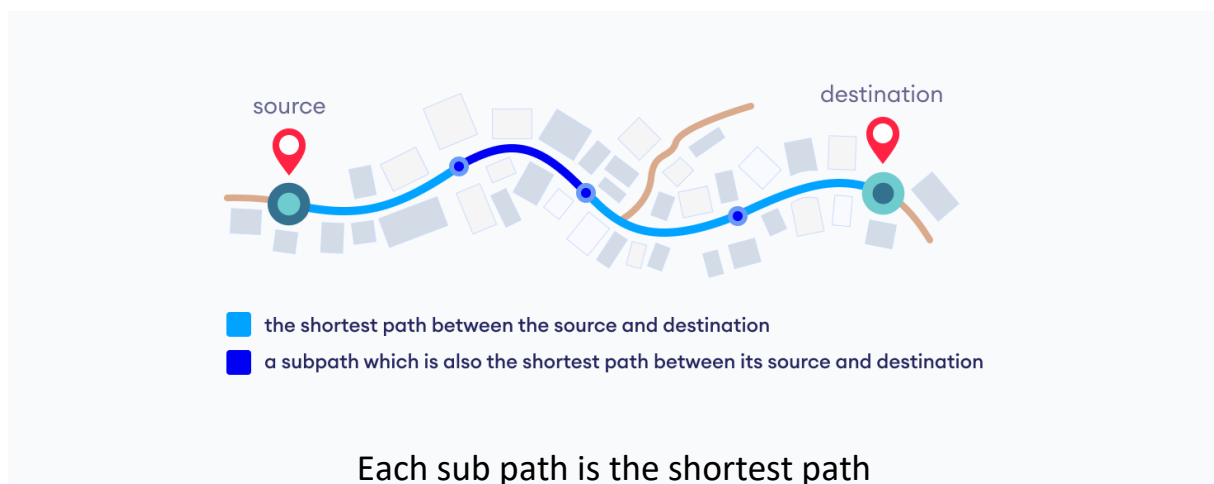 source
destination
the shortest path between the source and destination
a subpath which is also the shortest path between its source and destination
Each sub path is the shortest path